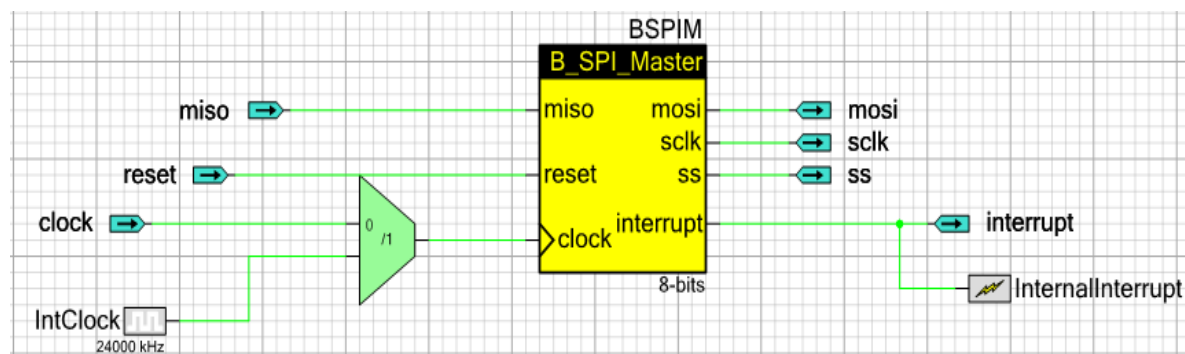 BSPIM
B_SPI_Master
miso miso mosi mosi
sclk sclk
reset reset ss ss
clock 0 interrupt interrupt
/1 clock
8-bits InternalInterrupt
IntClock
24000 kHz